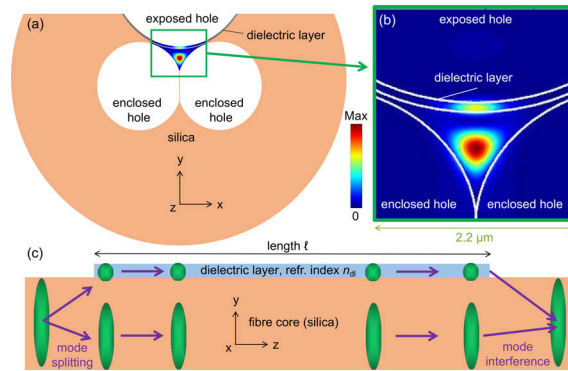 (a)
exposed hole
dielectric layer
enclosed hole
enclosed hole
silica
y
z
x
Max
0
(b)
exposed hole
dielectric layer
enclosed hole
enclosed hole
2.2 μm
(c)
length ℓ
dielectric layer, refr. index ndl
mode splitting
y
x
z
fibre core (silica)
mode interference